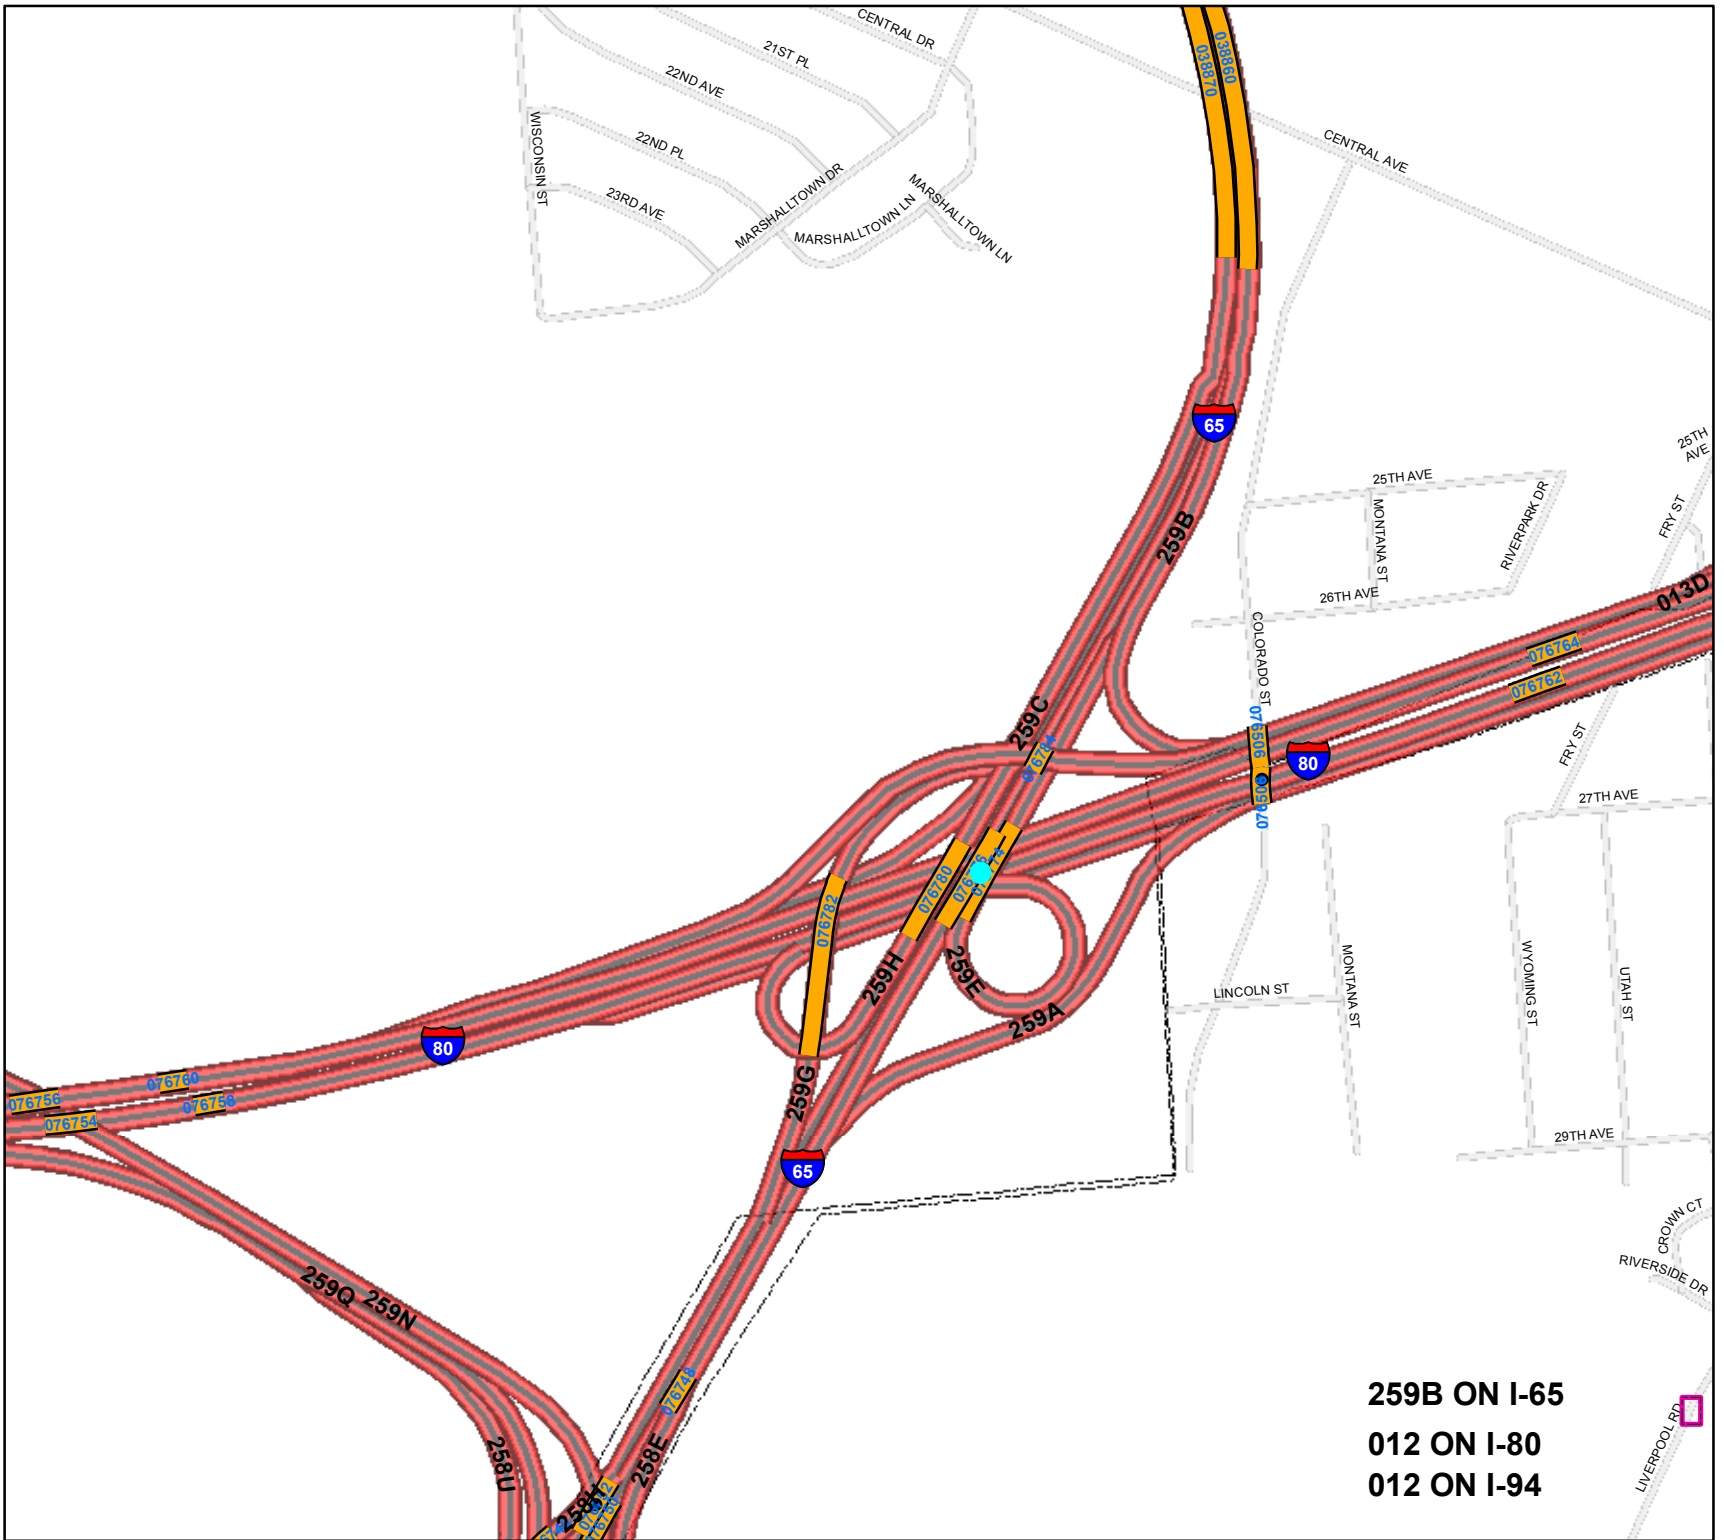 CENTRAL DR
21ST PL
22ND AVE
22ND PL
23RD AVE
WISCONSIN ST
MARSHALLTOWN DR
MARSHALLTOWN LN
MARSHALLTOWN LN
038860
038870
CENTRAL AVE
65
259B
25TH AVE
MONTANA ST
RIVERPARK DR
26TH AVE
25TH
AVE
FRY ST
013D
COLORADO ST
076764
076762
259C
076784
076506
80
FRY ST
27TH AVE
076780
076782
259H
259E
259A
LINCOLN ST
MONTANA ST
WYOMING ST
UTAH ST
80
076760
076756
076758
076754
259G
65
29TH AVE
CROWN CT
RIVERSIDE DR
259Q
259N
076748
258U
258E
LIVERPOOL RD
259B ON I-65
012 ON I-80
012 ON I-94